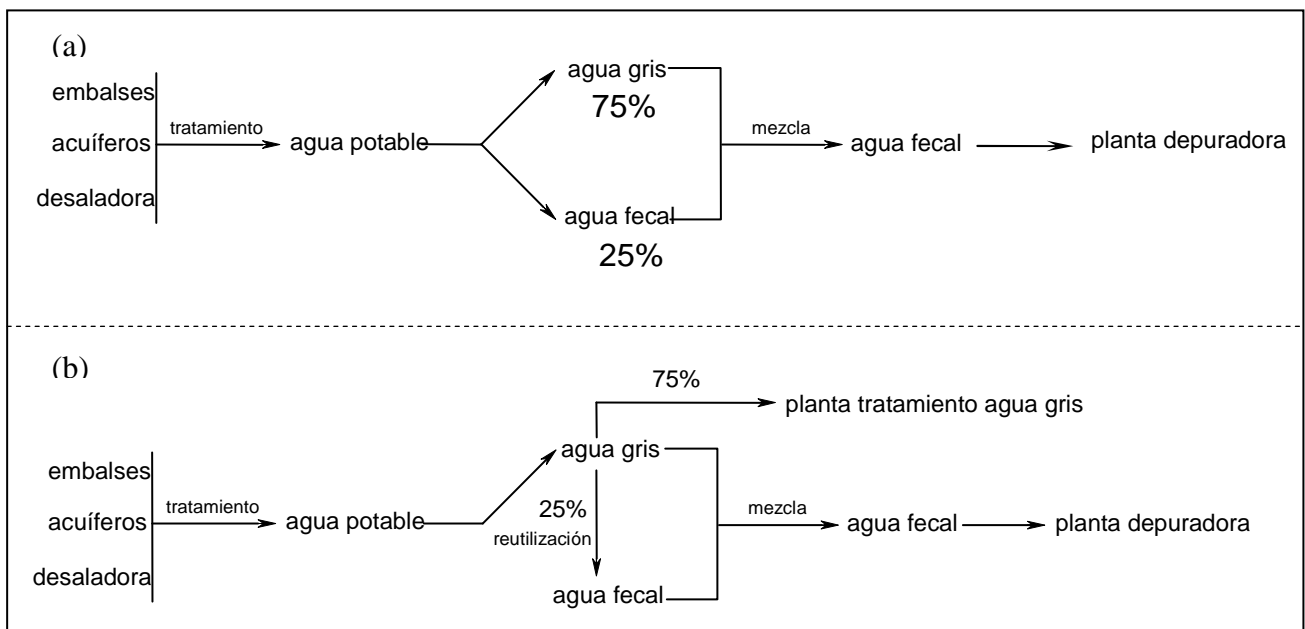 (a)
embalses
acuíferos
desaladora
tratamiento
agua potable
agua gris
75%
agua fecal
25%
mezcla
agua fecal
planta depuradora
(b)
embalses
acuíferos
desaladora
tratamiento
agua potable
75%
planta tratamiento agua gris
agua gris
25%
reutilización
agua fecal
mezcla
agua fecal
planta depuradora